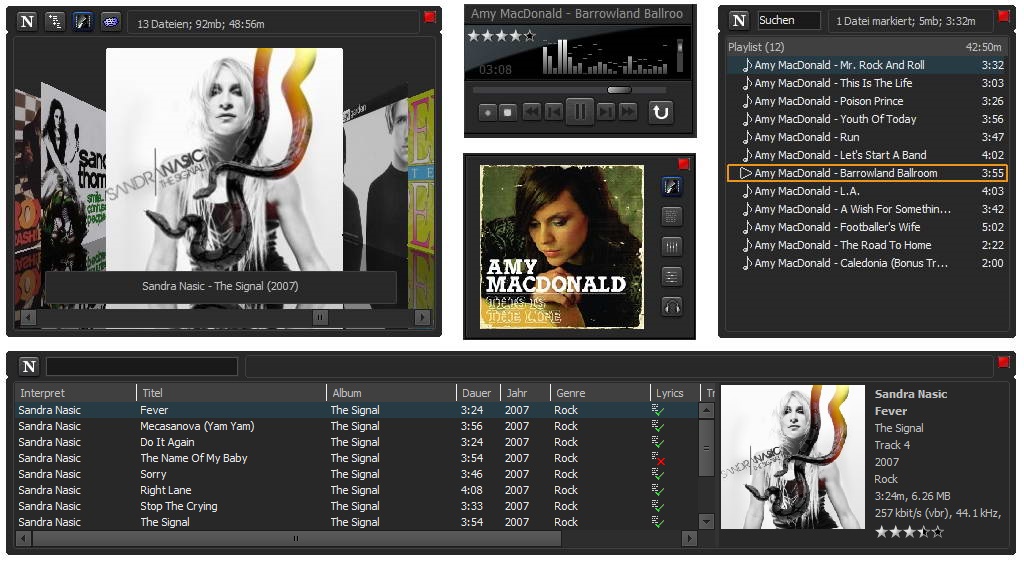 N
13 Dateien; 92mb; 48:56m
SANDRANASIC
THE SIGNAL
Sandra Nasic - The Signal (2007)
Amy MacDonald - Barrowland Ballroo
03:08
AMY
MACDONALD
THIS IS
THE LIFE
N Suchen 1 Datei markiert; 5mb; 3:32m
Playlist (12) 42:50m
Amy MacDonald - Mr. Rock And Roll 3:32
Amy MacDonald - This Is The Life 3:03
Amy MacDonald - Poison Prince 3:26
Amy MacDonald - Youth Of Today 3:56
Amy MacDonald - Run 3:47
Amy MacDonald - Let's Start A Band 4:02
Amy MacDonald - Barrowland Ballroom 3:55
Amy MacDonald - L.A. 4:03
Amy MacDonald - A Wish For Somethin... 3:42
Amy MacDonald - Footballer's Wife 5:02
Amy MacDonald - The Road To Home 2:22
Amy MacDonald - Caledonia (Bonus Tr... 2:00
N
Interpret Titel Album Dauer Jahr Genre Lyrics Tr
Sandra Nasic Fever The Signal 3:24 2007 Rock
Sandra Nasic Mecasanova (Yam Yam) The Signal 3:56 2007 Rock
Sandra Nasic Do It Again The Signal 3:24 2007 Rock
Sandra Nasic The Name Of My Baby The Signal 3:54 2007 Rock
Sandra Nasic Sorry The Signal 3:46 2007 Rock
Sandra Nasic Right Lane The Signal 4:08 2007 Rock
Sandra Nasic Stop The Crying The Signal 3:33 2007 Rock
Sandra Nasic The Signal The Signal 3:54 2007 Rock
SANDRANASIC
THE SIGNAL
Sandra Nasic
Fever
The Signal
Track 4
2007
Rock
3:24m, 6.26 MB
257 kbit/s (vbr), 44.1 kHz,